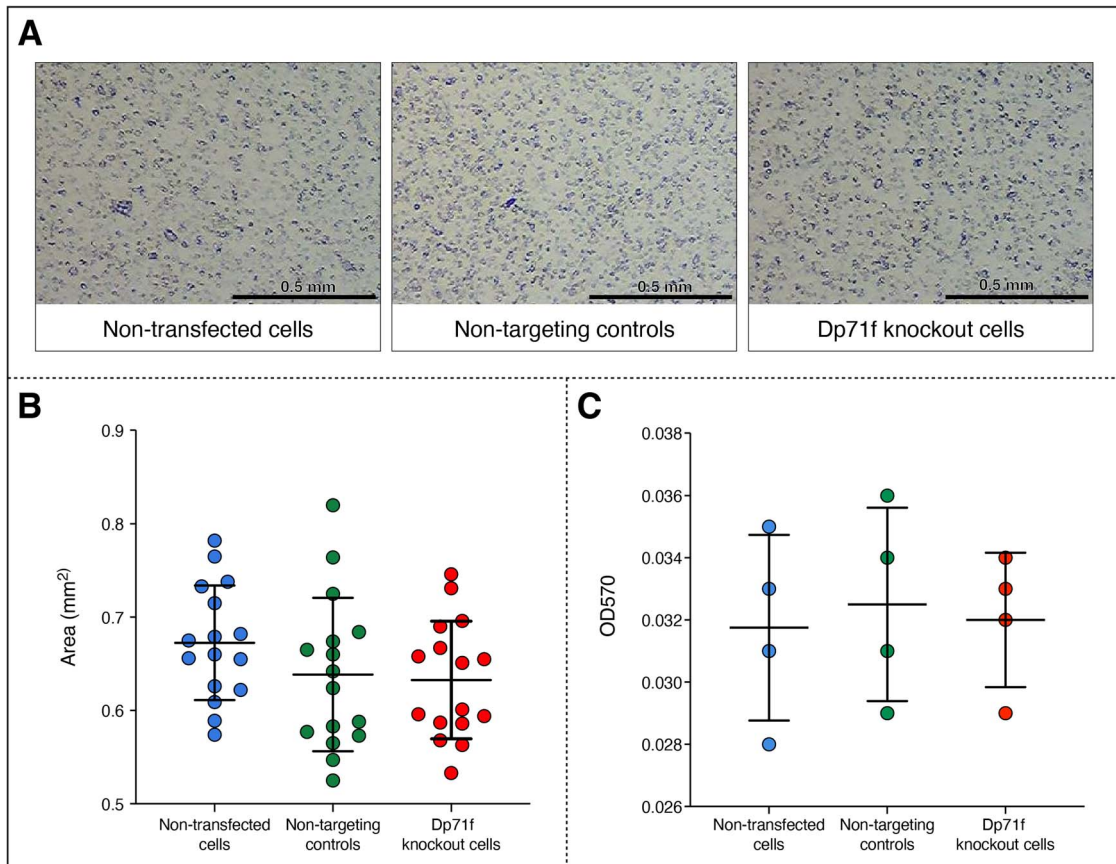 A
0.5 mm
0.5 mm
0.5 mm
Non-transfected cells
Non-targeting controls
Dp71f knockout cells
B
Area (mm²)
0.9
0.8
0.7
0.6
0.5
Non-transfected
cells
Non-targeting
controls
Dp71f
knockout cells
C
OD570
0.038
0.036
0.034
0.032
0.030
0.028
0.026
Non-transfected
cells
Non-targeting
controls
Dp71f
knockout cells